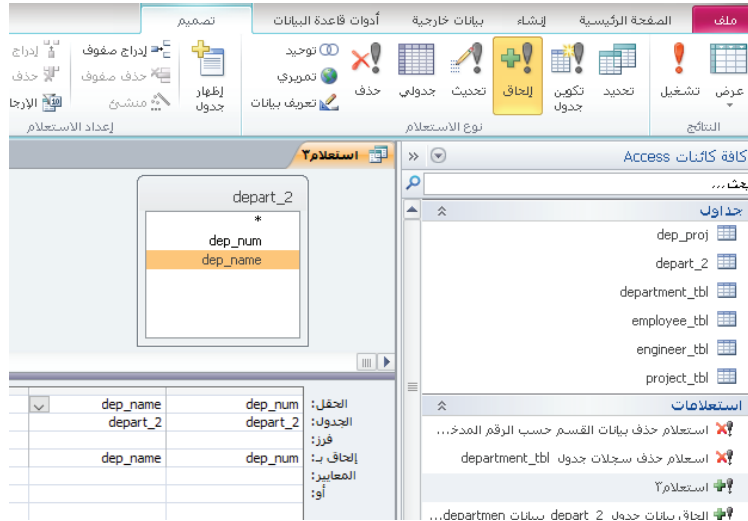 ملف الصفحة الرئيسية إنشاء بيانات خارجية أدوات قاعدة البيانات تصميم
عرض تشغيل تحديد تكوين جدول إلحاق تحديث جدولي حذف
توحيد
تمريري
تعريف بيانات
إظهار جدول
إدراج صفوف إدراج
حذف صفوف حذف
منشئ الإرجا
النتائج نوع الاستعلام إعداد الاستعلام
كافة كائنات Access
بحث...
جداول
dep_proj
depart_2
department_tbl
employee_tbl
engineer_tbl
project_tbl
استعلامات
استعلام حذف بيانات القسم حسب الرقم المدخ...
اسعلام حذف سجلات جدول department_tbl
استعلام٣
إلحاق بيانات جدول depart_2 ببيانات departmen...
استعلام٣
depart_2
*
dep_num
dep_name
الحقل: dep_num dep_name
الجدول: depart_2 depart_2
فرز:
إلحاق بـ: dep_num dep_name
المعايير:
أو: